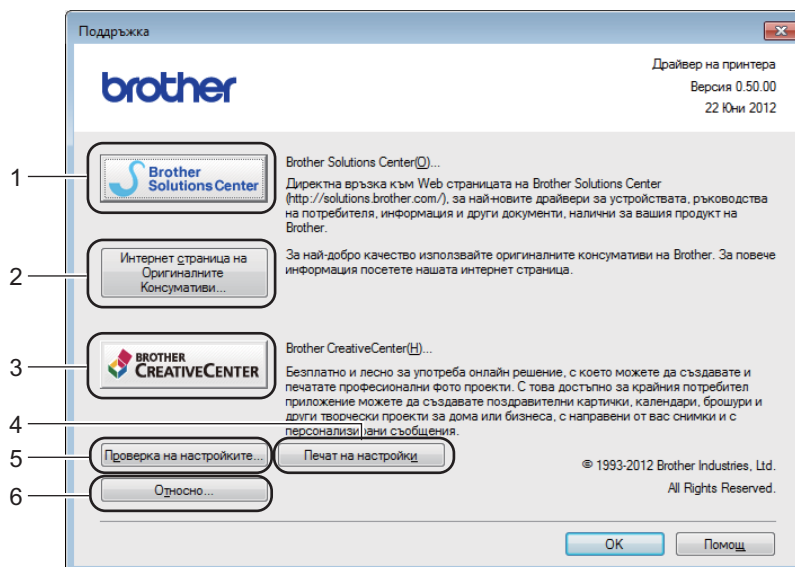 Поддръжка
brother
Драйвер на принтера
Версия 0.50.00
22 Юни 2012
1
Brother
Solutions Center
Brother Solutions Center(O)...
Директна връзка към Web страницата на Brother Solutions Center
(http://solutions.brother.com/), за най-новите драйвери за устройствата, ръководства
на потребителя, информация и други документи, налични за вашия продукт на
Brother.
2
Интернет страница на
Оригиналните
Консумативи...
За най-добро качество използвайте оригиналните консумативи на Brother. За повече
информация посетете нашата интернет страница.
3
BROTHER
CREATIVECENTER
Brother CreativeCenter(H)...
Безплатно и лесно за употреба онлайн решение, с което можете да създавате и
печатате професионални фото проекти. С това достъпно за крайния потребител
приложение можете да създавате поздравителни картички, календари, брошури и
други творчески проекти за дома или бизнеса, с направени от вас снимки и с
персонализирани съобщения.
4
5
Проверка на настройките...
Печат на настройки
6
Относно...
© 1993-2012 Brother Industries, Ltd.
All Rights Reserved.
OK
Помощ